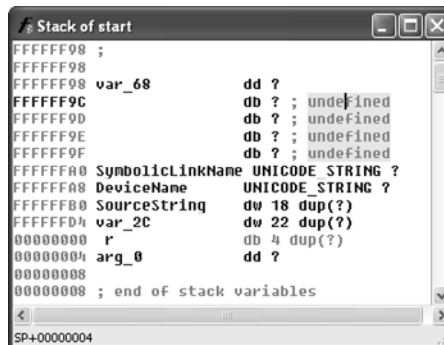 Stack of start
FFFFFF98 ;
FFFFFF98
FFFFFF98 var_68 dd ?
FFFFFF9C db ? ; undefined
FFFFFF9D db ? ; undefined
FFFFFF9E db ? ; undefined
FFFFFF9F db ? ; undefined
FFFFFFA0 SymbolicLinkName UNICODE_STRING ?
FFFFFFA8 DeviceName UNICODE_STRING ?
FFFFFFB0 SourceString dw 18 dup(?)
FFFFFFD4 var_2C dw 22 dup(?)
00000000 r db 4 dup(?)
00000004 arg_0 dd ?
00000008
00000008 ; end of stack variables
SP+00000004